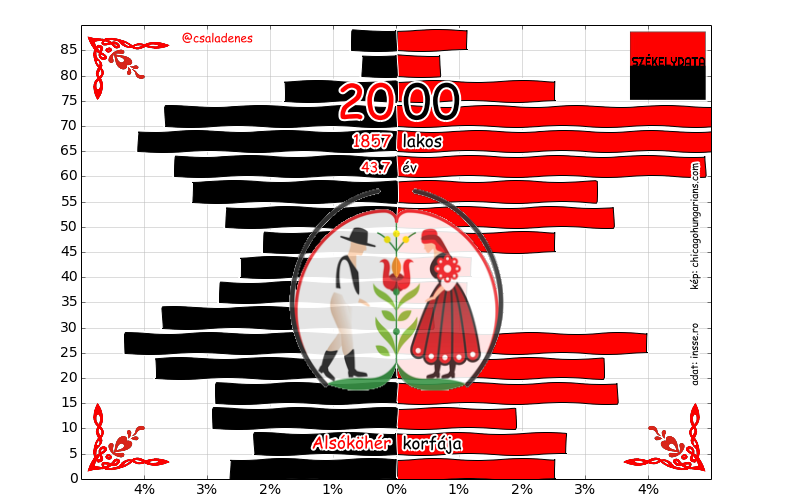 @csaladenes
SZÉKELYDATA
2000
1857 lakos
43.7 év
kép: chicagohungarians.com
adat: insse.ro
Alsóköhér korfája
85
80
75
70
65
60
55
50
45
40
35
30
25
20
15
10
5
0
4% 3% 2% 1% 0% 1% 2% 3% 4%